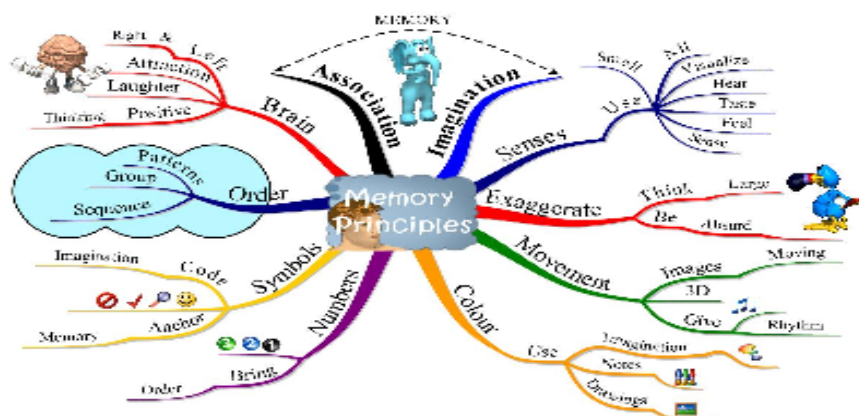 MEMORY
Memory
Principles
Association
Imagination
Senses
Use
All
Smell
Visualize
Hear
Taste
Feel
Sense
Exaggerate
Think
Large
Be
Absurd
Movement
Images
Moving
3D
Give
Rhythm
Colour
Use
Imagination
Notes
Drawings
Numbers
Bring
Order
Symbols
Code
Imagination
Anchor
Memory
Order
Patterns
Group
Sequence
Brain
Right & Left
Attraction
Laughter
Thinking Positive